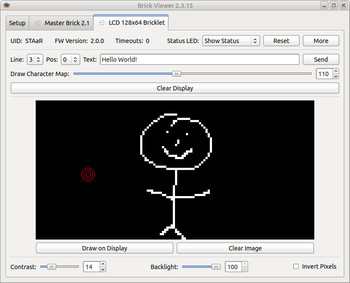 Brick Viewer 2.3.15
Setup Master Brick 2.1 LCD 128x64 Bricklet
UID: STAaR FW Version: 2.0.0 Timeouts: 0 Status LED: Show Status Reset More
Line: 3 Pos: 0 Text: Hello World! Send
Draw Character Map: 110
Clear Display
Draw on Display Clear Image
Contrast: 14 Backlight: 100 Invert Pixels